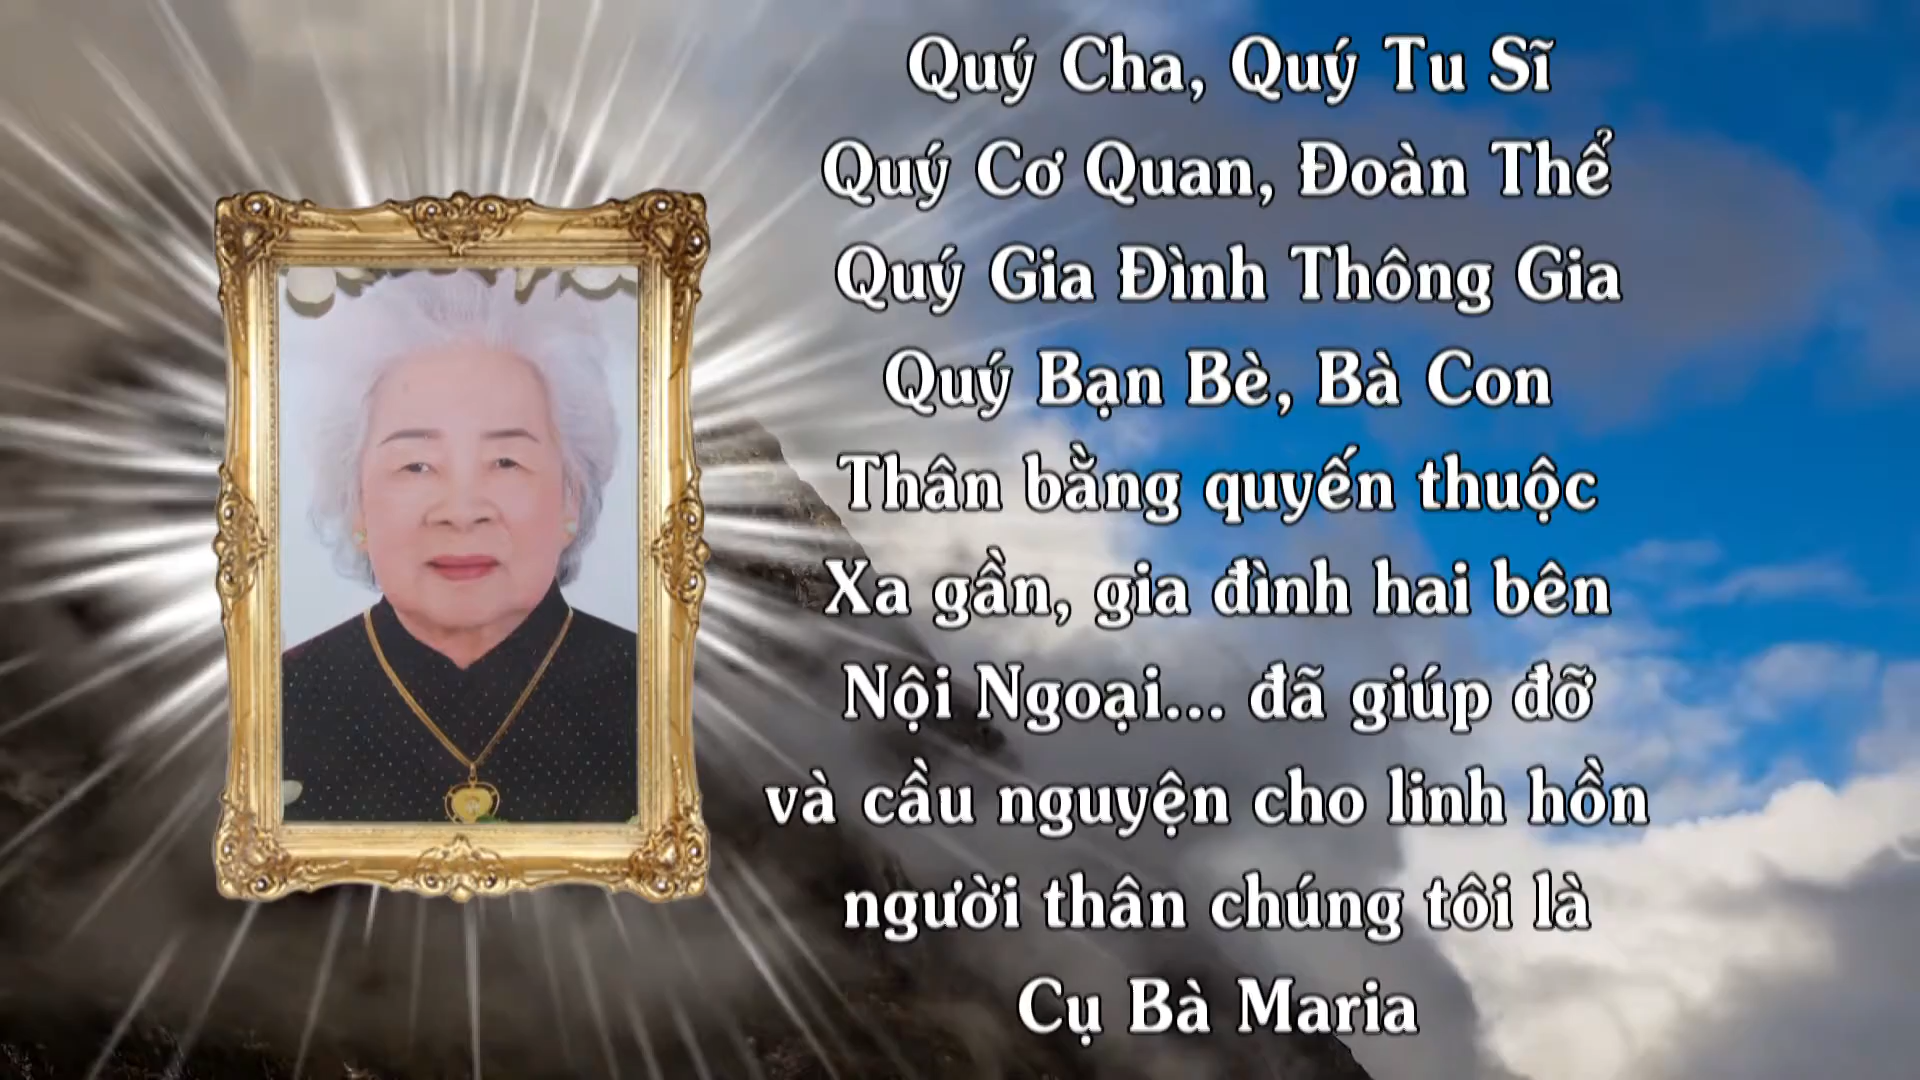 Quý Cha, Quý Tu Sĩ
Quý Cơ Quan, Đoàn Thể
Quý Gia Đình Thông Gia
Quý Bạn Bè, Bà Con
Thân bằng quyến thuộc
Xa gần, gia đình hai bên
Nội Ngoại... đã giúp đỡ
và cầu nguyện cho linh hồn
người thân chúng tôi là
Cụ Bà Maria